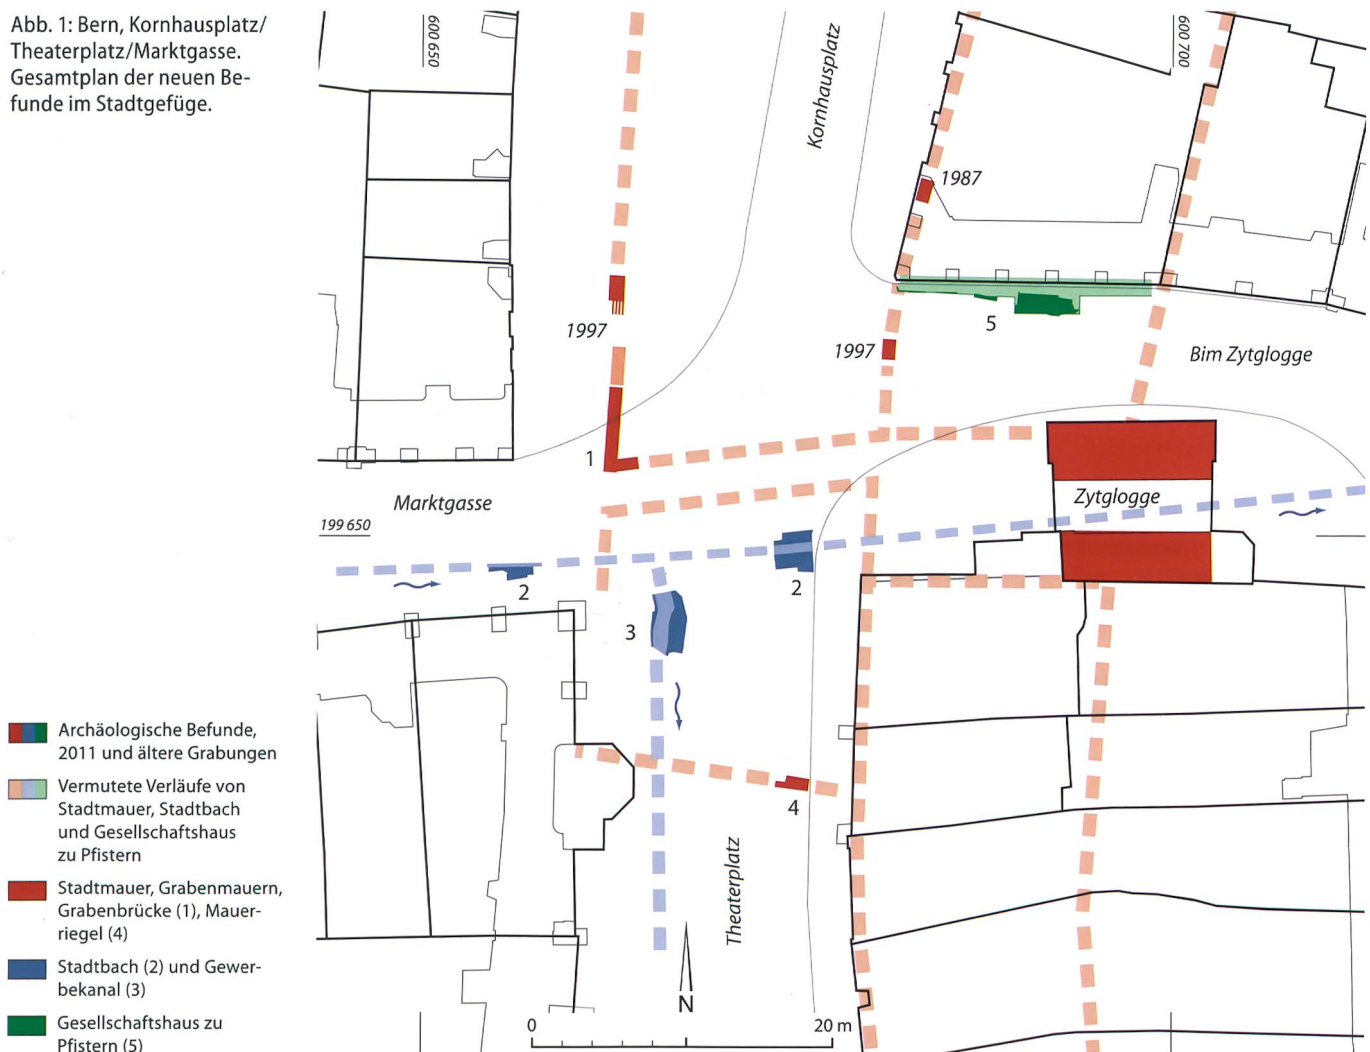 Abb. 1: Bern, Kornhausplatz/
Theaterplatz/Marktgasse.
Gesamtplan der neuen Be-
funde im Stadtgefüge.
600 650
Kornhausplatz
600 700
1987
1997
5
1997
Bim Zytglogge
1
Marktgasse
Zytglogge
199 650
2
2
3
4
Theaterplatz
N
0
20 m
Archäologische Befunde,
2011 und ältere Grabungen
Vermutete Verläufe von
Stadtmauer, Stadtbach
und Gesellschaftshaus
zu Pfistern
Stadtmauer, Grabenmauern,
Grabenbrücke (1), Mauer-
riegel (4)
Stadtbach (2) und Gewer-
bekanal (3)
Gesellschaftshaus zu
Pfistern (5)